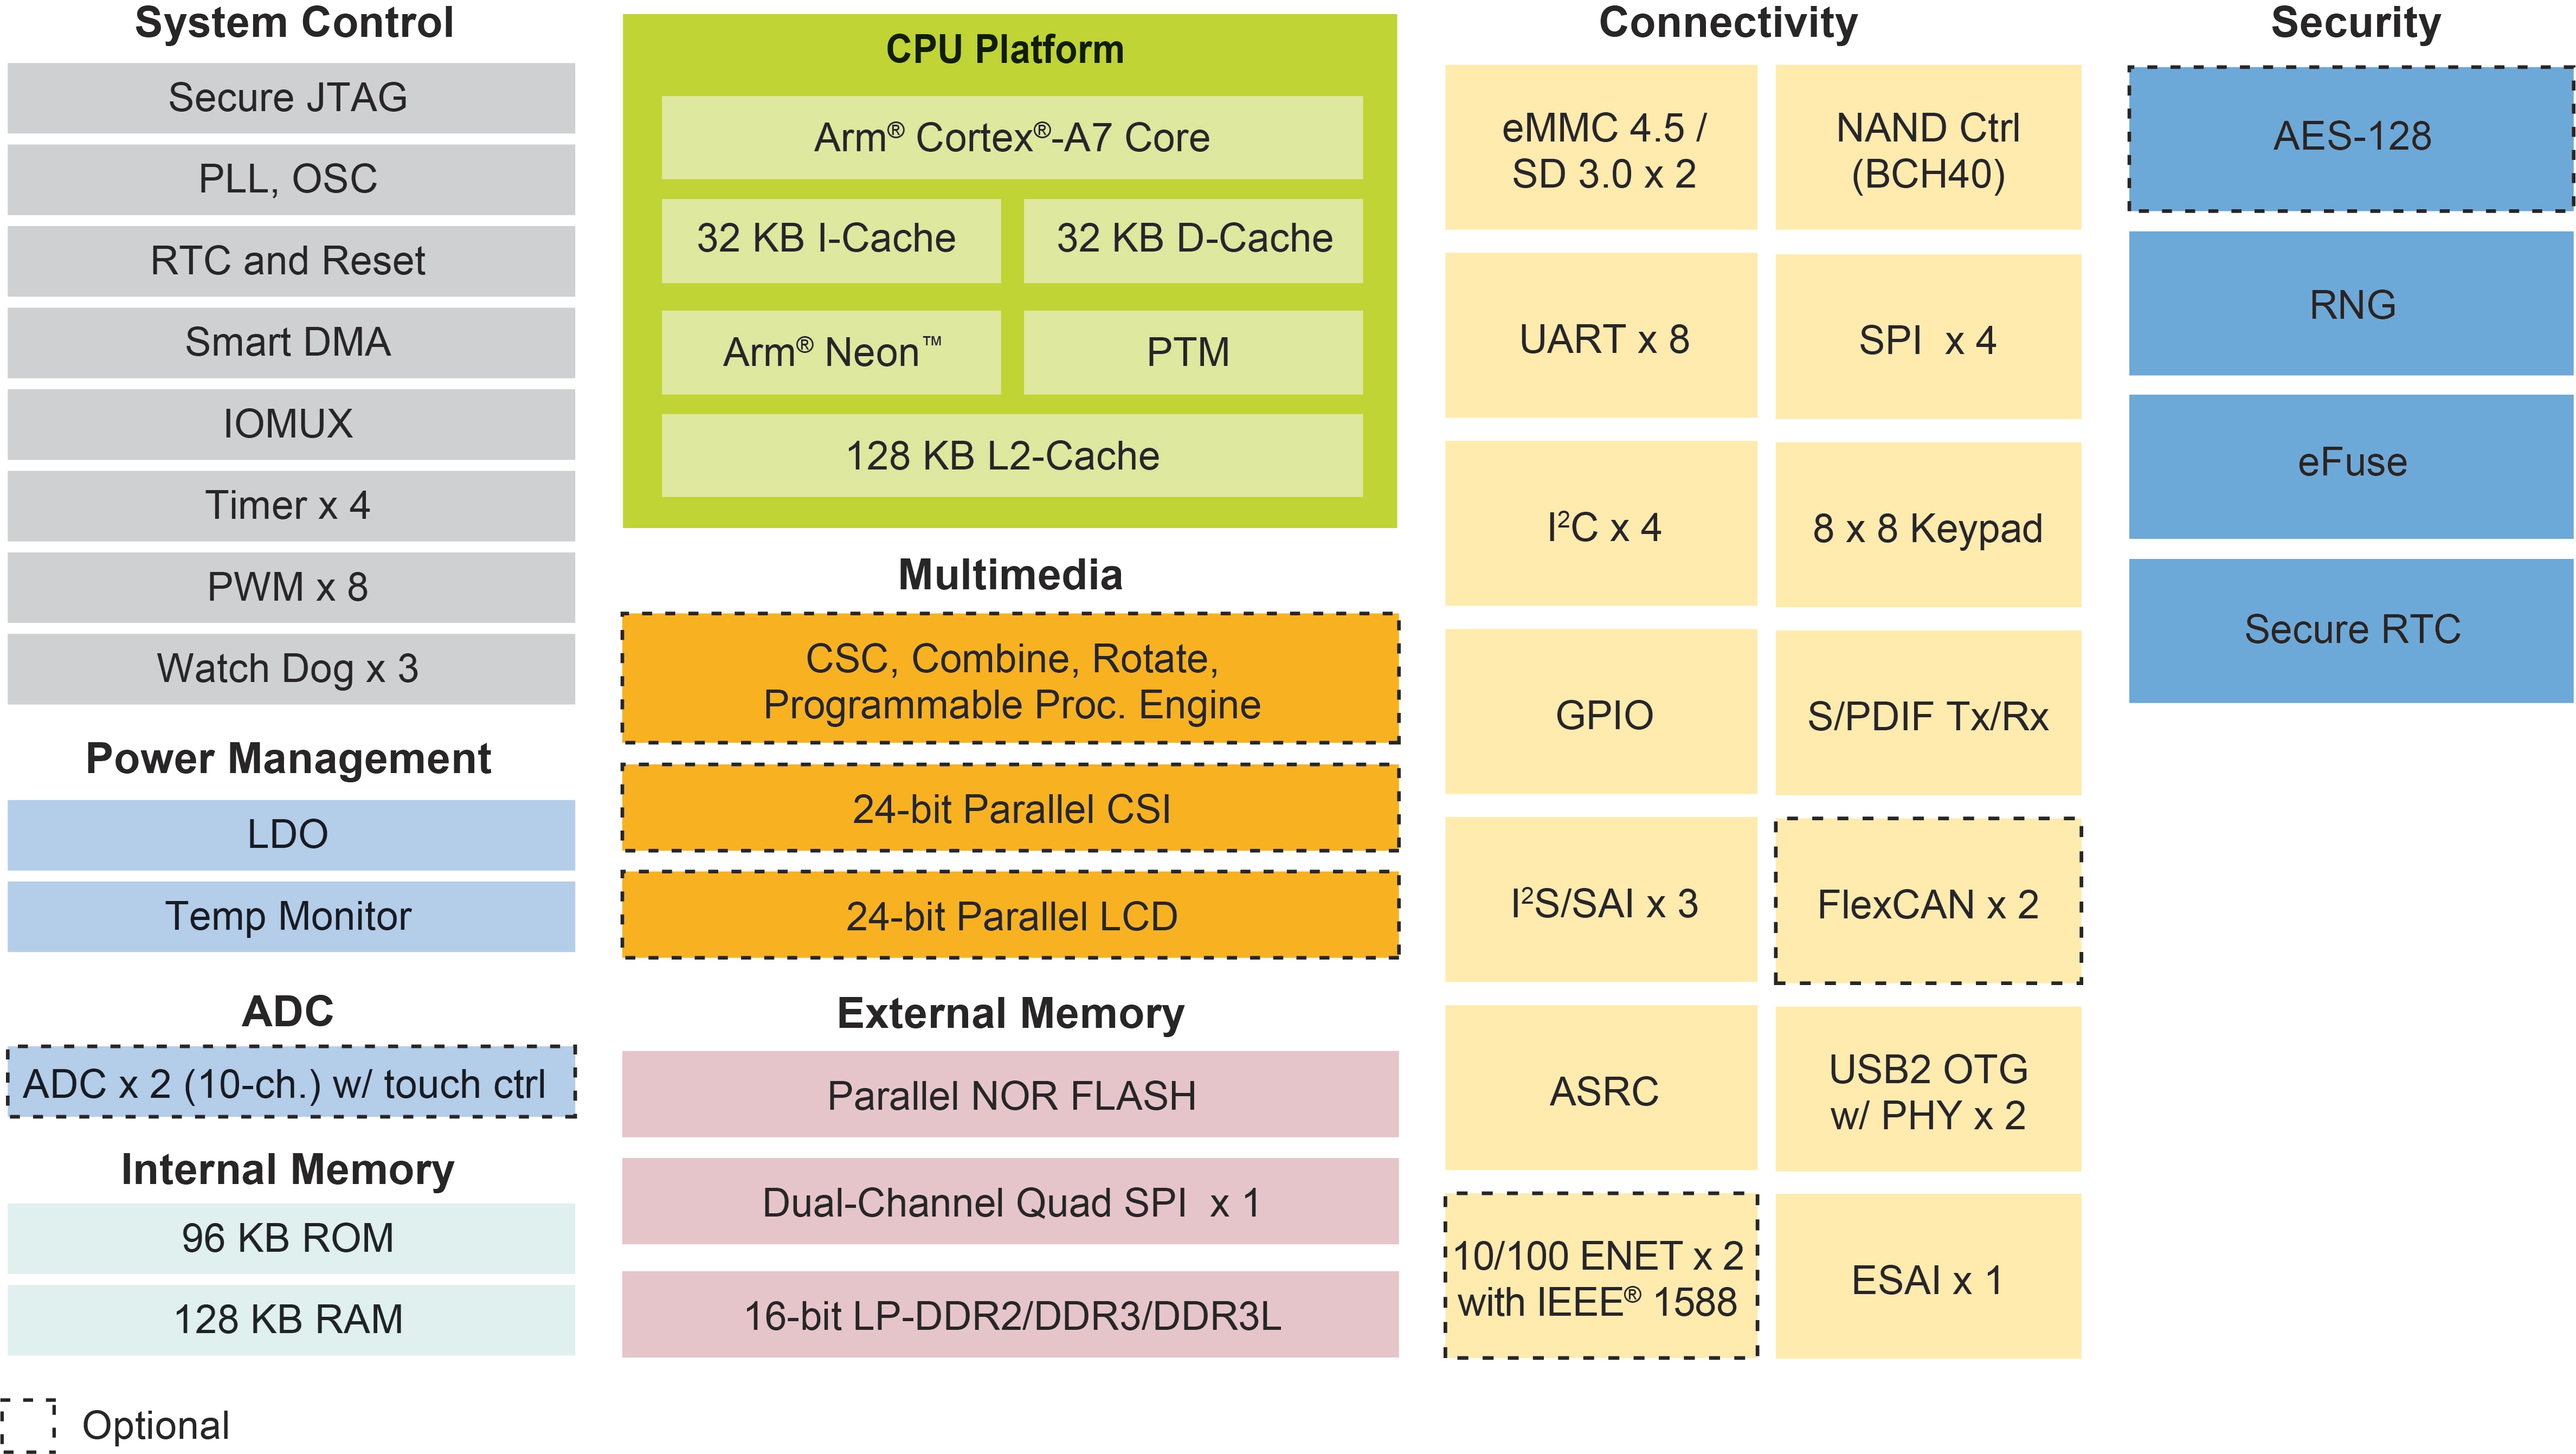 System Control
Secure JTAG
PLL, OSC
RTC and Reset
Smart DMA
IOMUX
Timer x 4
PWM x 8
Watch Dog x 3
Power Management
LDO
Temp Monitor
ADC
ADC x 2 (10-ch.) w/ touch ctrl
Internal Memory
96 KB ROM
128 KB RAM
Optional
CPU Platform
Arm® Cortex®-A7 Core
32 KB I-Cache
32 KB D-Cache
Arm® Neon™
PTM
128 KB L2-Cache
Multimedia
CSC, Combine, Rotate,
Programmable Proc. Engine
24-bit Parallel CSI
24-bit Parallel LCD
External Memory
Parallel NOR FLASH
Dual-Channel Quad SPI x 1
16-bit LP-DDR2/DDR3/DDR3L
Connectivity
eMMC 4.5 /
SD 3.0 x 2
NAND Ctrl
(BCH40)
UART x 8
SPI x 4
I²C x 4
8 x 8 Keypad
GPIO
S/PDIF Tx/Rx
I²S/SAI x 3
FlexCAN x 2
ASRC
USB2 OTG
w/ PHY x 2
10/100 ENET x 2
with IEEE® 1588
ESAI x 1
Security
AES-128
RNG
eFuse
Secure RTC